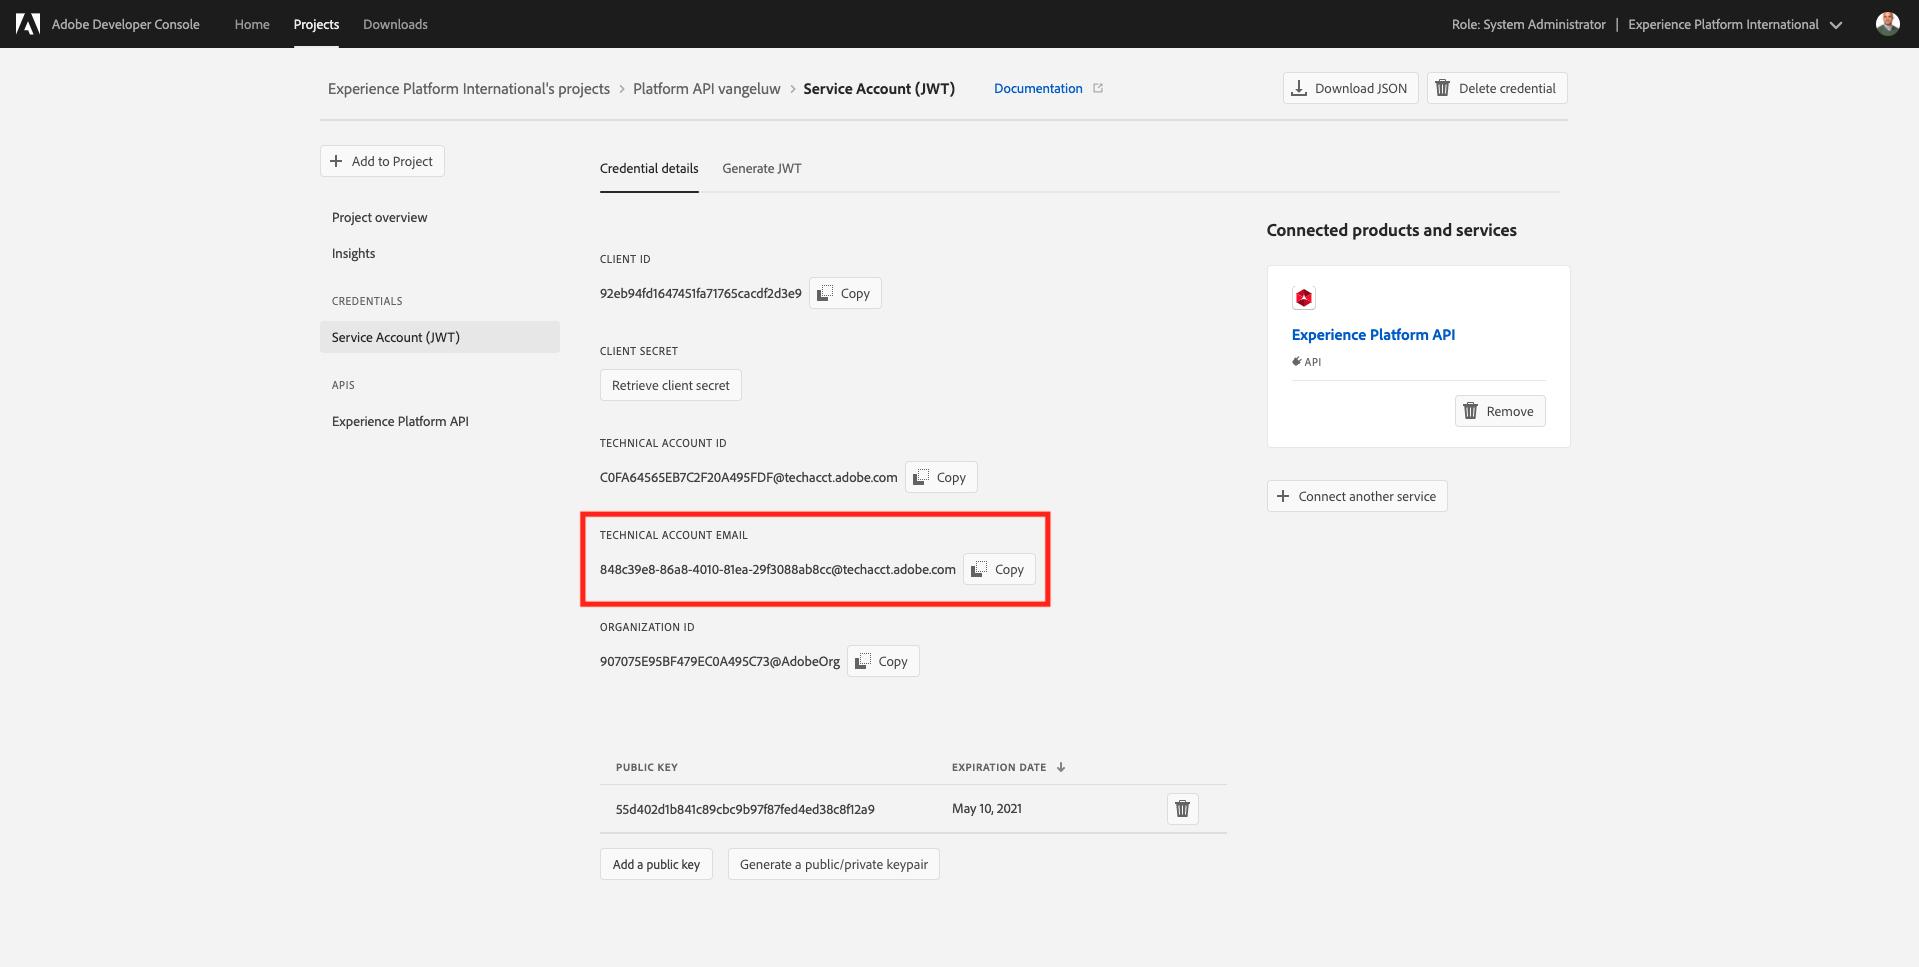 Adobe Developer Console
Home
Projects
Downloads
Role: System Administrator | Experience Platform International
Experience Platform International's projects > Platform API vangeluw > Service Account (JWT)
Documentation
Download JSON
Delete credential
Add to Project
Project overview
Insights
CREDENTIALS
Service Account (JWT)
APIS
Experience Platform API
Credential details
Generate JWT
CLIENT ID
92eb94fd1647451fa71765cacdf2d3e9
Copy
CLIENT SECRET
Retrieve client secret
TECHNICAL ACCOUNT ID
C0FA64565EB7C2F20A495FDF@techacct.adobe.com
Copy
TECHNICAL ACCOUNT EMAIL
848c39e8-86a8-4010-81ea-29f3088ab8cc@techacct.adobe.com
Copy
ORGANIZATION ID
907075E95BF479EC0A495C73@AdobeOrg
Copy
PUBLIC KEY
EXPIRATION DATE
55d402d1b841c89cbc9b97f87fed4ed38c8f12a9
May 10, 2021
Add a public key
Generate a public/private keypair
Connected products and services
Experience Platform API
API
Remove
Connect another service